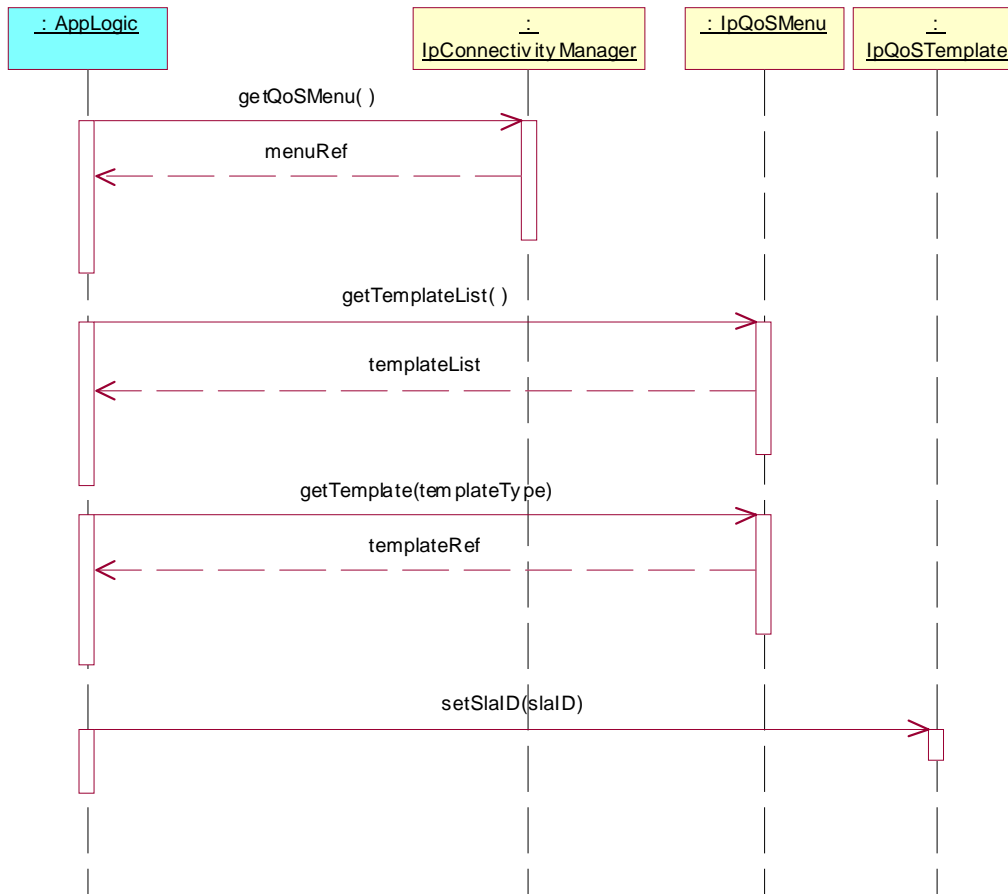 : AppLogic
:
IpConnectivityManager
: IpQoSMenu
:
IpQoSTemplate
getQoSMenu( )
menuRef
getTemplateList( )
templateList
getTemplate(templateType)
templateRef
setSlaID(slaID)